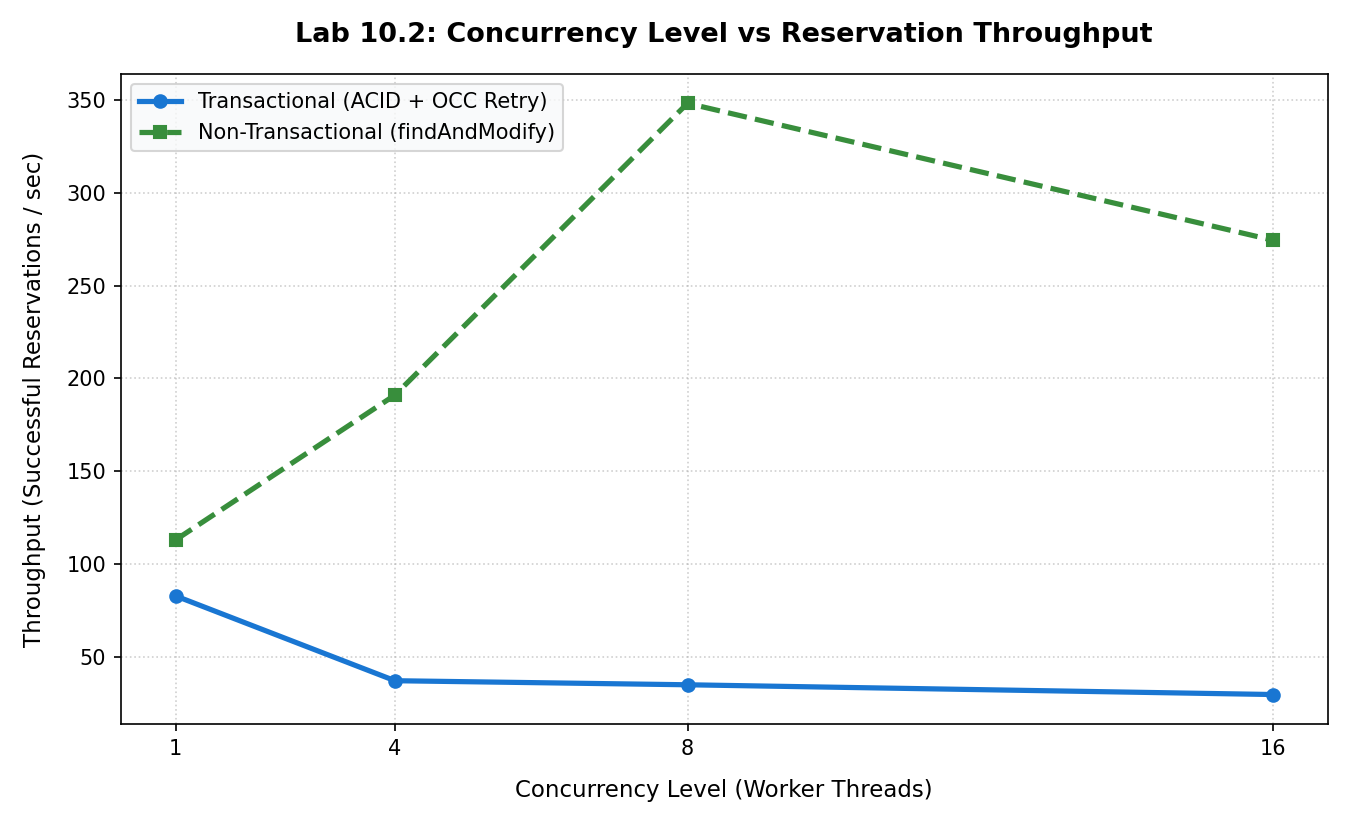 Lab 10.2: Concurrency Level vs Reservation Throughput
Transactional (ACID + OCC Retry)
Non-Transactional (findAndModify)
Throughput (Successful Reservations / sec)
350
300
250
200
150
100
50
1 4 8 16
Concurrency Level (Worker Threads)